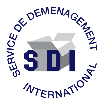 SERVICE DE DEMENAGEMENT
SDI
INTERNATIONAL